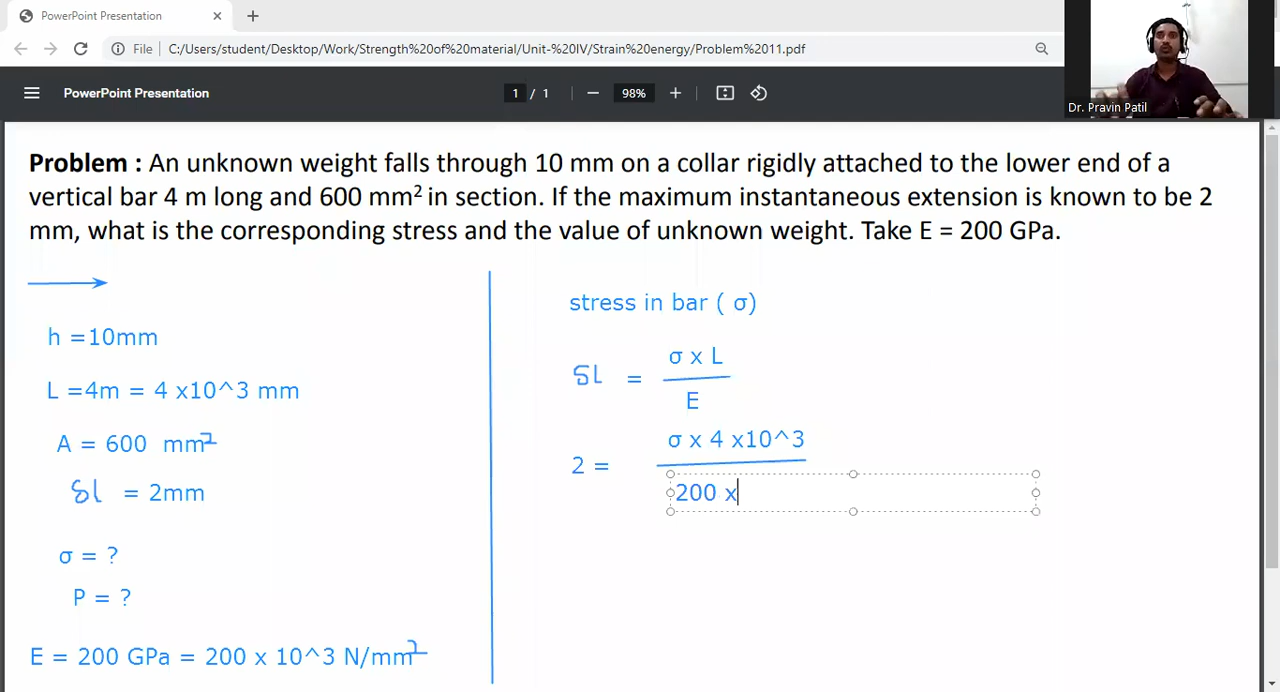 PowerPoint Presentation
File C:/Users/student/Desktop/Work/Strength%20of%20material/Unit-%20IV/Strain%20energy/Problem%2011.pdf
PowerPoint Presentation 1 / 1 98%
Dr. Pravin Patil
Problem : An unknown weight falls through 10 mm on a collar rigidly attached to the lower end of a
vertical bar 4 m long and 600 mm² in section. If the maximum instantaneous extension is known to be 2
mm, what is the corresponding stress and the value of unknown weight. Take E = 200 GPa.
h =10mm
L =4m = 4 x10^3 mm
A = 600 mm²
δl = 2mm
σ = ?
P = ?
E = 200 GPa = 200 x 10^3 N/mm²
stress in bar ( σ)
δL = σ x L
E
2 = σ x 4 x10^3
200 x